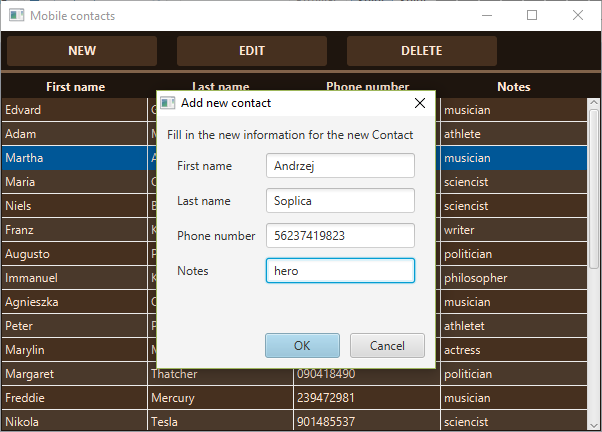 Mobile contacts
NEW EDIT DELETE
First name Last name Phone number Notes
Add new contact
Fill in the new information for the new Contact
First name Andrzej
Last name Soplica
Phone number 56237419823
Notes hero
OK Cancel
Edvard musician
Adam athlete
Martha musician
Maria sciencist
Niels sciencist
Franz writer
Augusto politician
Immanuel philosopher
Agnieszka musician
Peter athletet
Marylin actress
Margaret Thatcher 090418490 politician
Freddie Mercury 239472981 musician
Nikola Tesla 901485537 sciencist